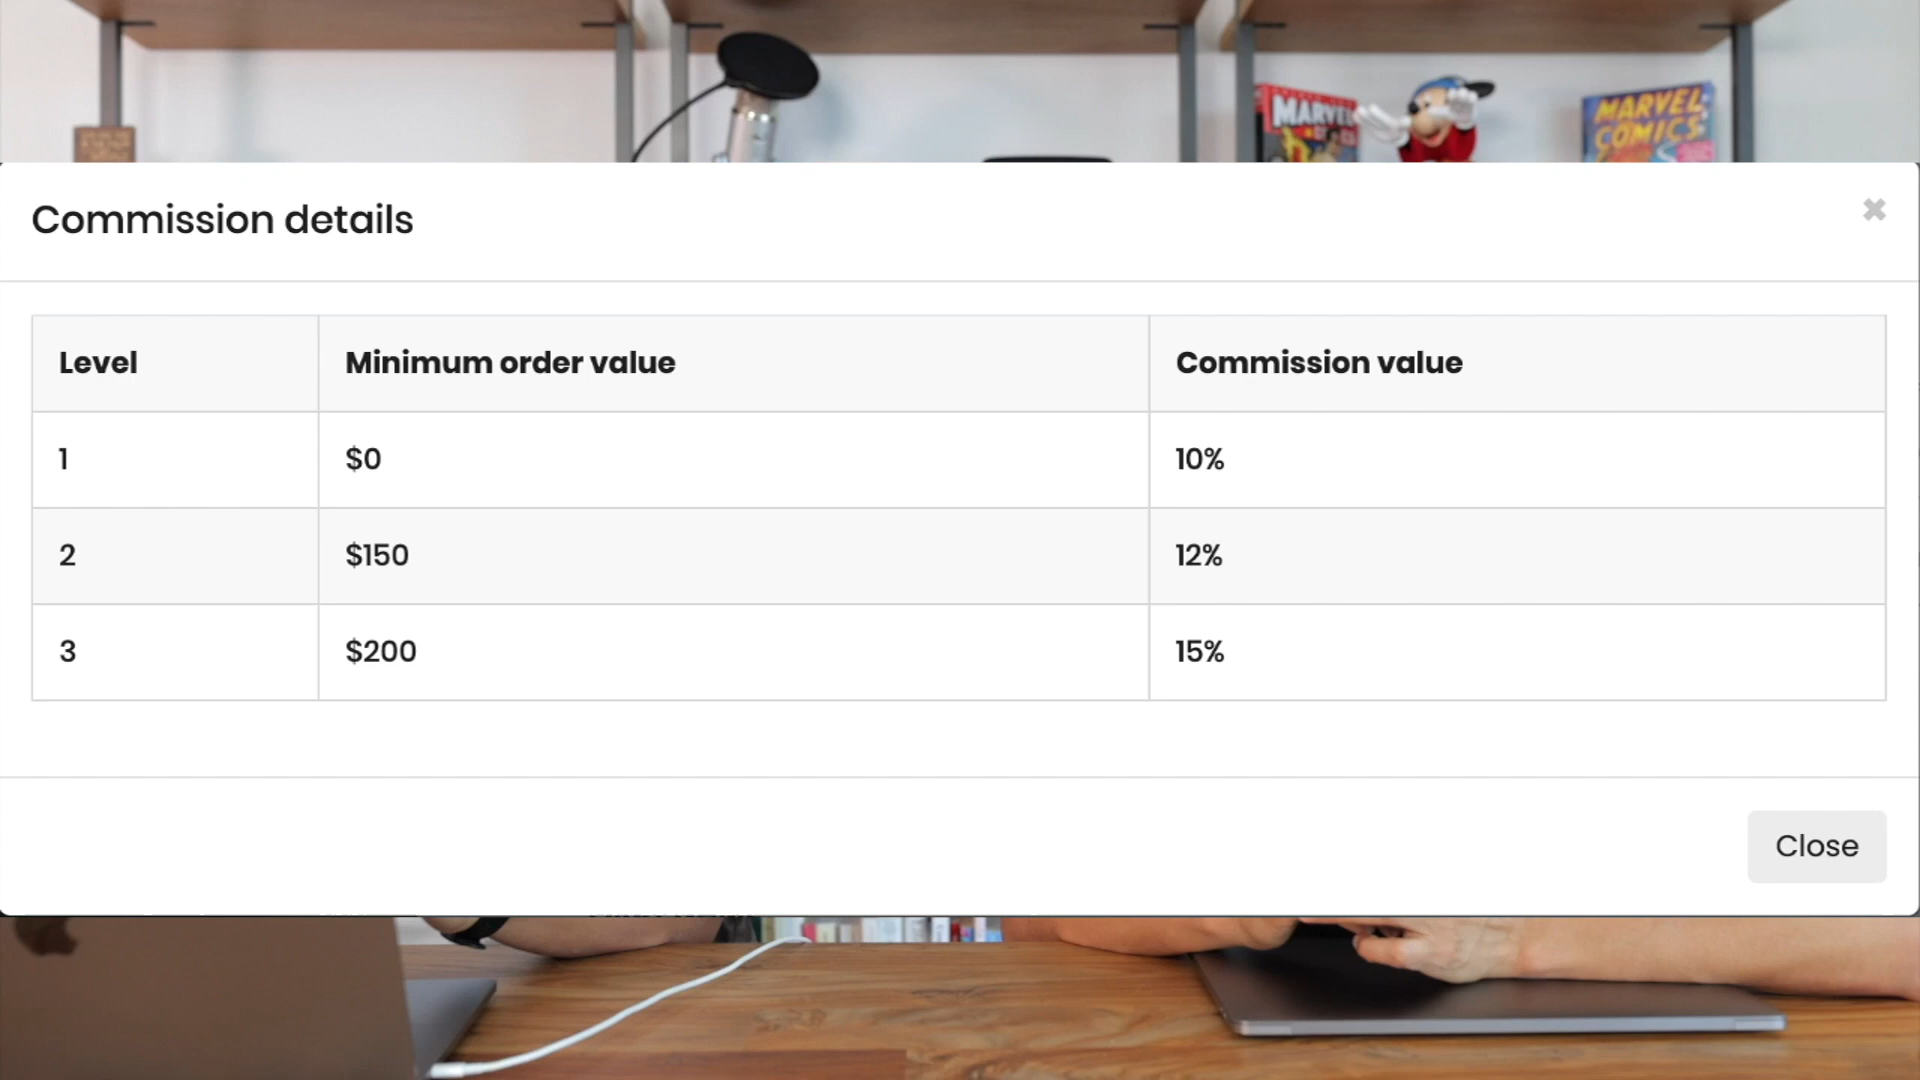 MARVEL
MARVEL
COMICS
Commission details
Level Minimum order value Commission value
1 $0 10%
2 $150 12%
3 $200 15%
Close